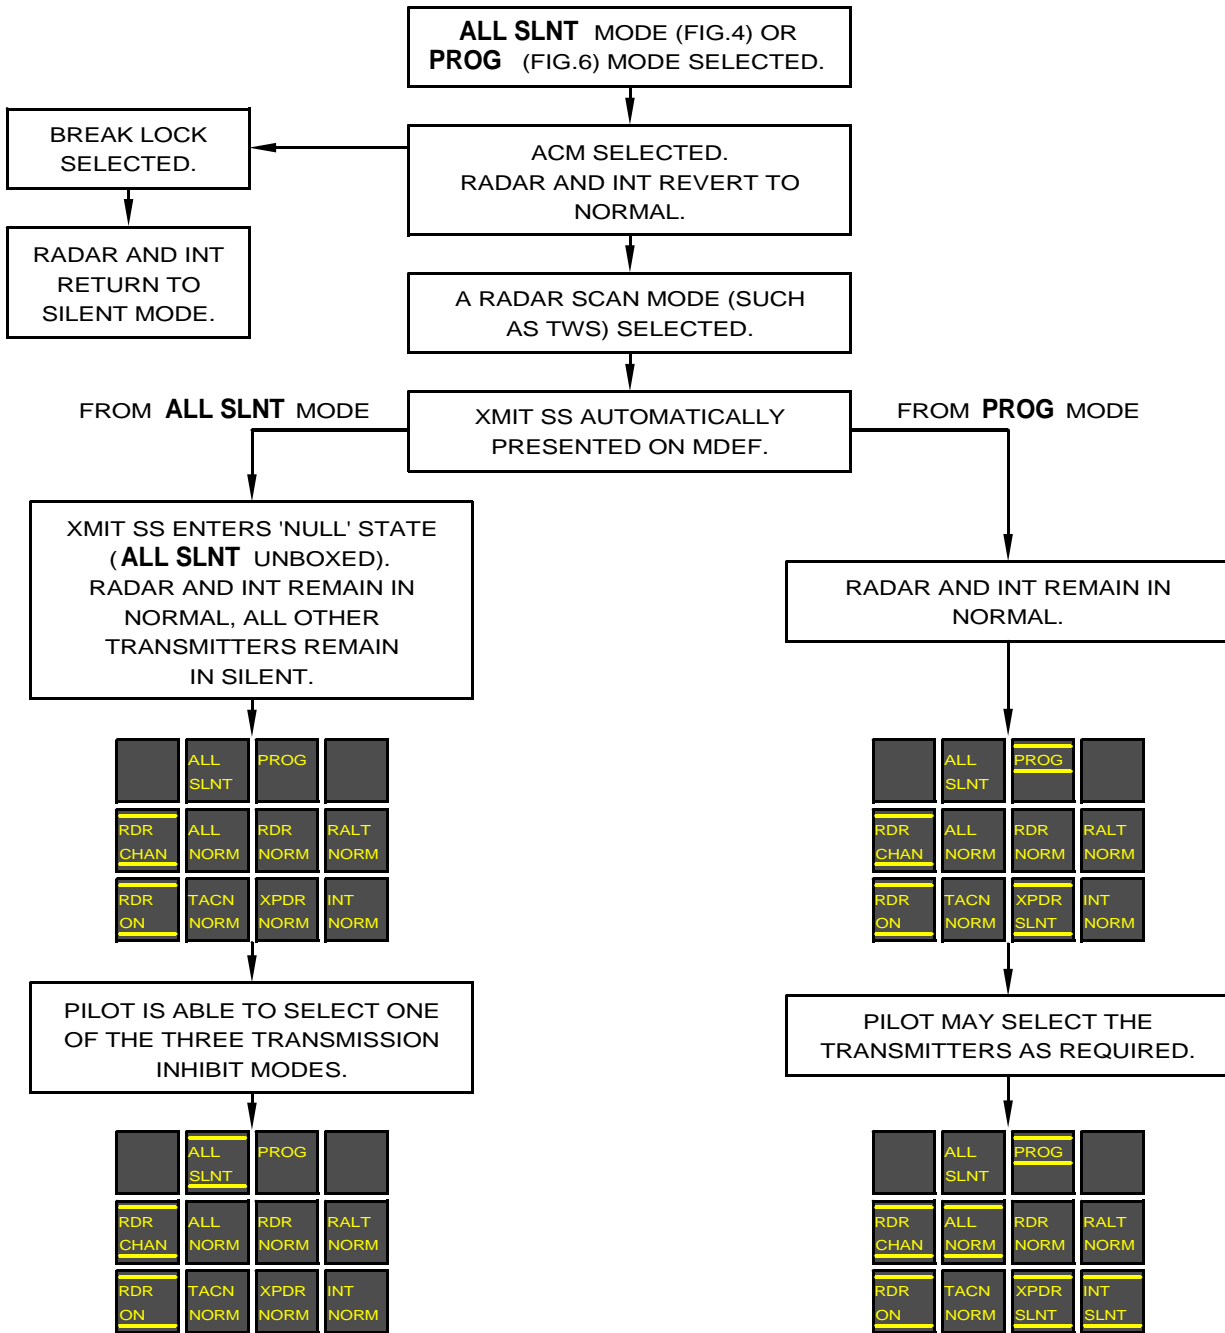 ALL SLNT MODE (FIG.4) OR
PROG (FIG.6) MODE SELECTED.
BREAK LOCK
SELECTED.
ACM SELECTED.
RADAR AND INT REVERT TO
NORMAL.
RADAR AND INT
RETURN TO
SILENT MODE.
A RADAR SCAN MODE (SUCH
AS TWS) SELECTED.
FROM ALL SLNT MODE
XMIT SS AUTOMATICALLY
PRESENTED ON MDEF.
FROM PROG MODE
XMIT SS ENTERS 'NULL' STATE
(ALL SLNT UNBOXED).
RADAR AND INT REMAIN IN
NORMAL, ALL OTHER
TRANSMITTERS REMAIN
IN SILENT.
RADAR AND INT REMAIN IN
NORMAL.
ALL PROG
SLNT
RDR ALL RDR RALT
CHAN NORM NORM NORM
RDR TACN XPDR INT
ON NORM NORM NORM
ALL PROG
SLNT
RDR ALL RDR RALT
CHAN NORM NORM NORM
RDR TACN XPDR INT
ON NORM SLNT NORM
PILOT IS ABLE TO SELECT ONE
OF THE THREE TRANSMISSION
INHIBIT MODES.
PILOT MAY SELECT THE
TRANSMITTERS AS REQUIRED.
ALL PROG
SLNT
RDR ALL RDR RALT
CHAN NORM NORM NORM
RDR TACN XPDR INT
ON NORM NORM NORM
ALL PROG
SLNT
RDR ALL RDR RALT
CHAN NORM NORM NORM
RDR TACN XPDR INT
ON NORM SLNT SLNT